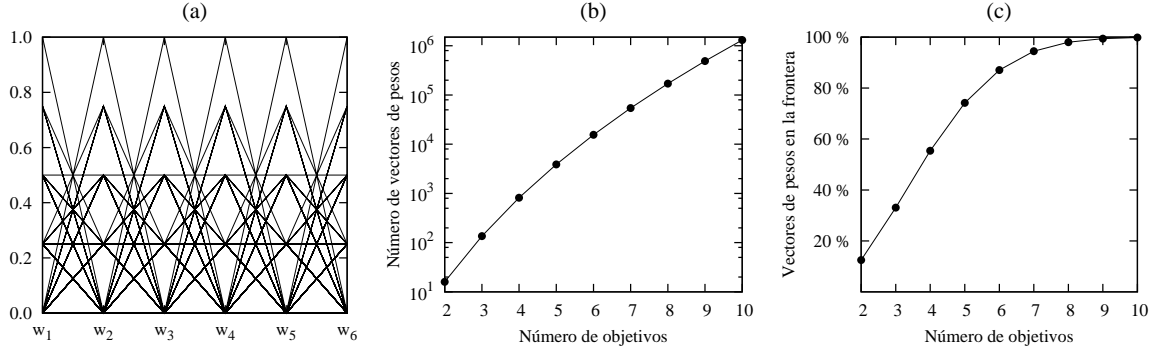 (a)
1.0
0.8
0.6
0.4
0.2
0.0
w1 w2 w3 w4 w5 w6
(b)
Número de vectores de pesos
10^6
10^5
10^4
10^3
10^2
10^1
2 3 4 5 6 7 8 9 10
Número de objetivos
(c)
Vectores de pesos en la frontera
100 %
80 %
60 %
40 %
20 %
2 3 4 5 6 7 8 9 10
Número de objetivos